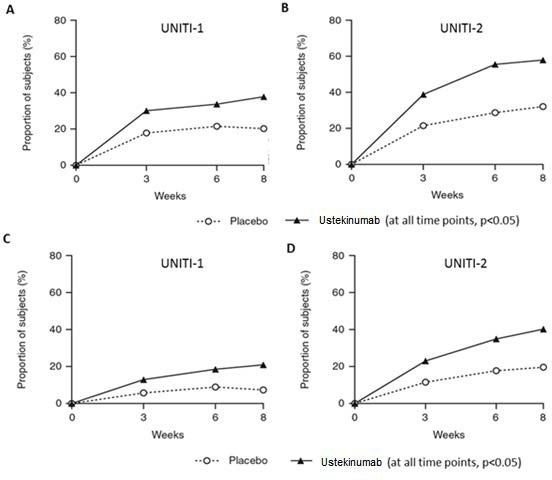 A
UNITI-1
80
60
40
20
0
Proportion of subjects (%)
0 3 6 8
Weeks
B
UNITI-2
80
60
40
20
0
Proportion of subjects (%)
0 3 6 8
Weeks
Placebo Ustekinumab (at all time points, p<0.05)
C
UNITI-1
80
60
40
20
0
Proportion of subjects (%)
0 3 6 8
Weeks
D
UNITI-2
80
60
40
20
0
Proportion of subjects (%)
0 3 6 8
Weeks
Placebo Ustekinumab (at all time points, p<0.05)